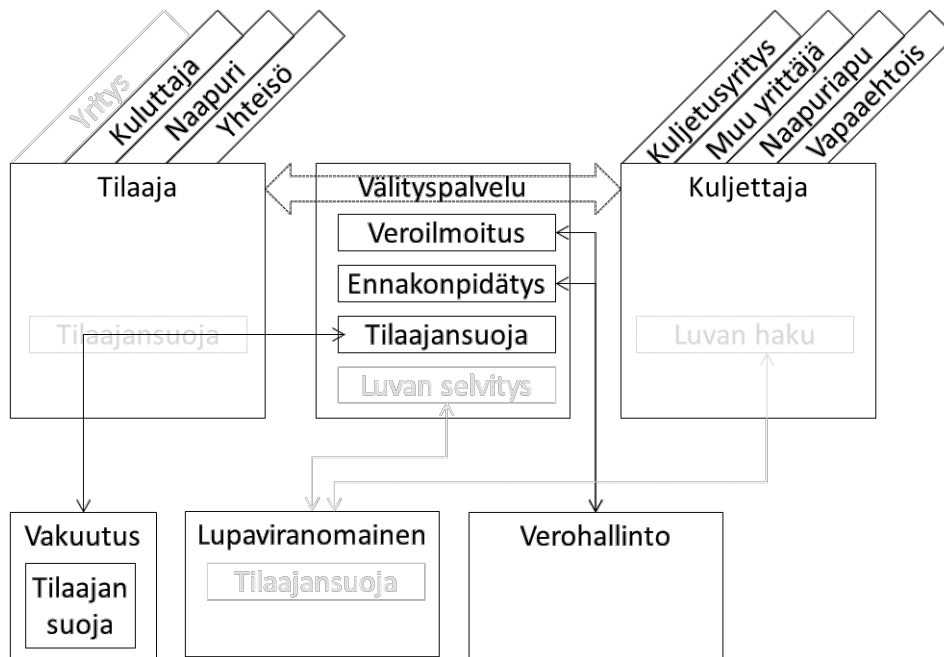 Yritys
Kuluttaja
Naapuri
Yhteisö
Kuljetusyritys
Muu yrittäjä
Naapuriapu
Vapaaehtois
Tilaaja
Välityspalvelu
Kuljettaja
Veroilmoitus
Ennakonpidätys
Tilaajansuoja
Tilaajansuoja
Luvan haku
Luvan selvitys
Vakuutus
Lupaviranomainen
Verohallinto
Tilaajan
suoja
Tilaajansuoja